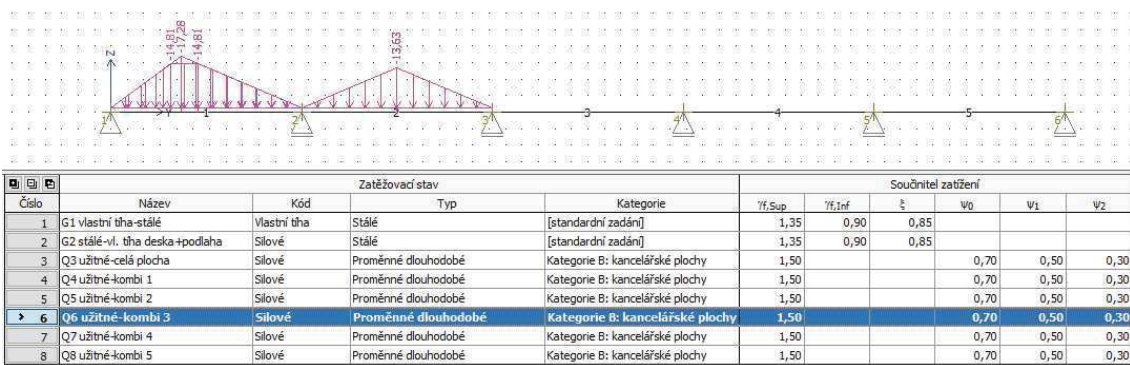 -14,81
-17,28
-14,81
-13,63
Z
Y
1 2 3 4 5
1 2 3 4 5 6
Zatěžovací stav Součinitel zatížení
Číslo Název Kód Typ Kategorie γf,Sup γf,Inf ξ Ψ0 Ψ1 Ψ2
1 G1 vlastní tíha-stálé Vlastní tíha Stálé [standardní zadání] 1,35 0,90 0,85
2 G2 stálé-vl. tíha deska+podlaha Silové Stálé [standardní zadání] 1,35 0,90 0,85
3 Q3 užitné-celá plocha Silové Proměnné dlouhodobé Kategorie B: kancelářské plochy 1,50 0,70 0,50 0,30
4 Q4 užitné-kombi 1 Silové Proměnné dlouhodobé Kategorie B: kancelářské plochy 1,50 0,70 0,50 0,30
5 Q5 užitné-kombi 2 Silové Proměnné dlouhodobé Kategorie B: kancelářské plochy 1,50 0,70 0,50 0,30
6 Q6 užitné-kombi 3 Silové Proměnné dlouhodobé Kategorie B: kancelářské plochy 1,50 0,70 0,50 0,30
7 Q7 užitné-kombi 4 Silové Proměnné dlouhodobé Kategorie B: kancelářské plochy 1,50 0,70 0,50 0,30
8 Q8 užitné-kombi 5 Silové Proměnné dlouhodobé Kategorie B: kancelářské plochy 1,50 0,70 0,50 0,30